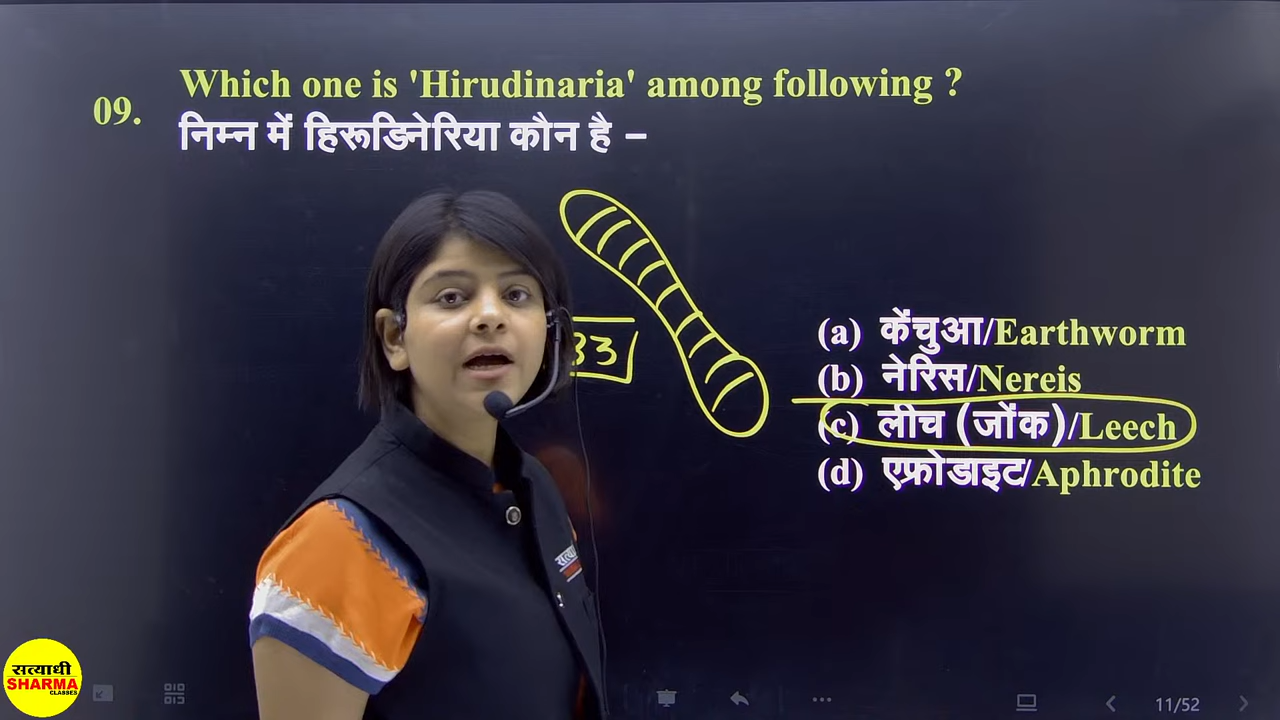 09.
Which one is 'Hirudinaria' among following ?
निम्न में हिरूडिनेरिया कौन है –
33
(a) केंचुआ/Earthworm
(b) नेरिस/Nereis
(c) लीच (जोंक)/Leech
(d) एफ्रोडाइट/Aphrodite
सत्याधी
SHARMA
CLASSES
11/52